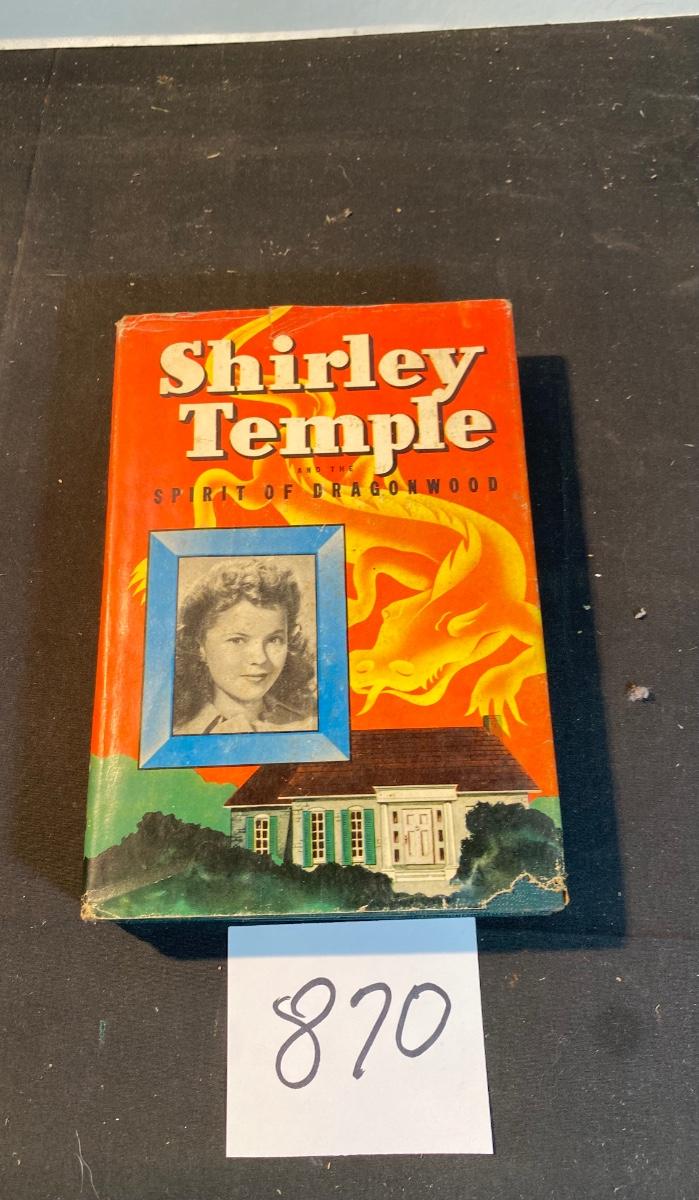 Shirley
Temple
AND THE
SPIRIT OF DRAGONWOOD
870